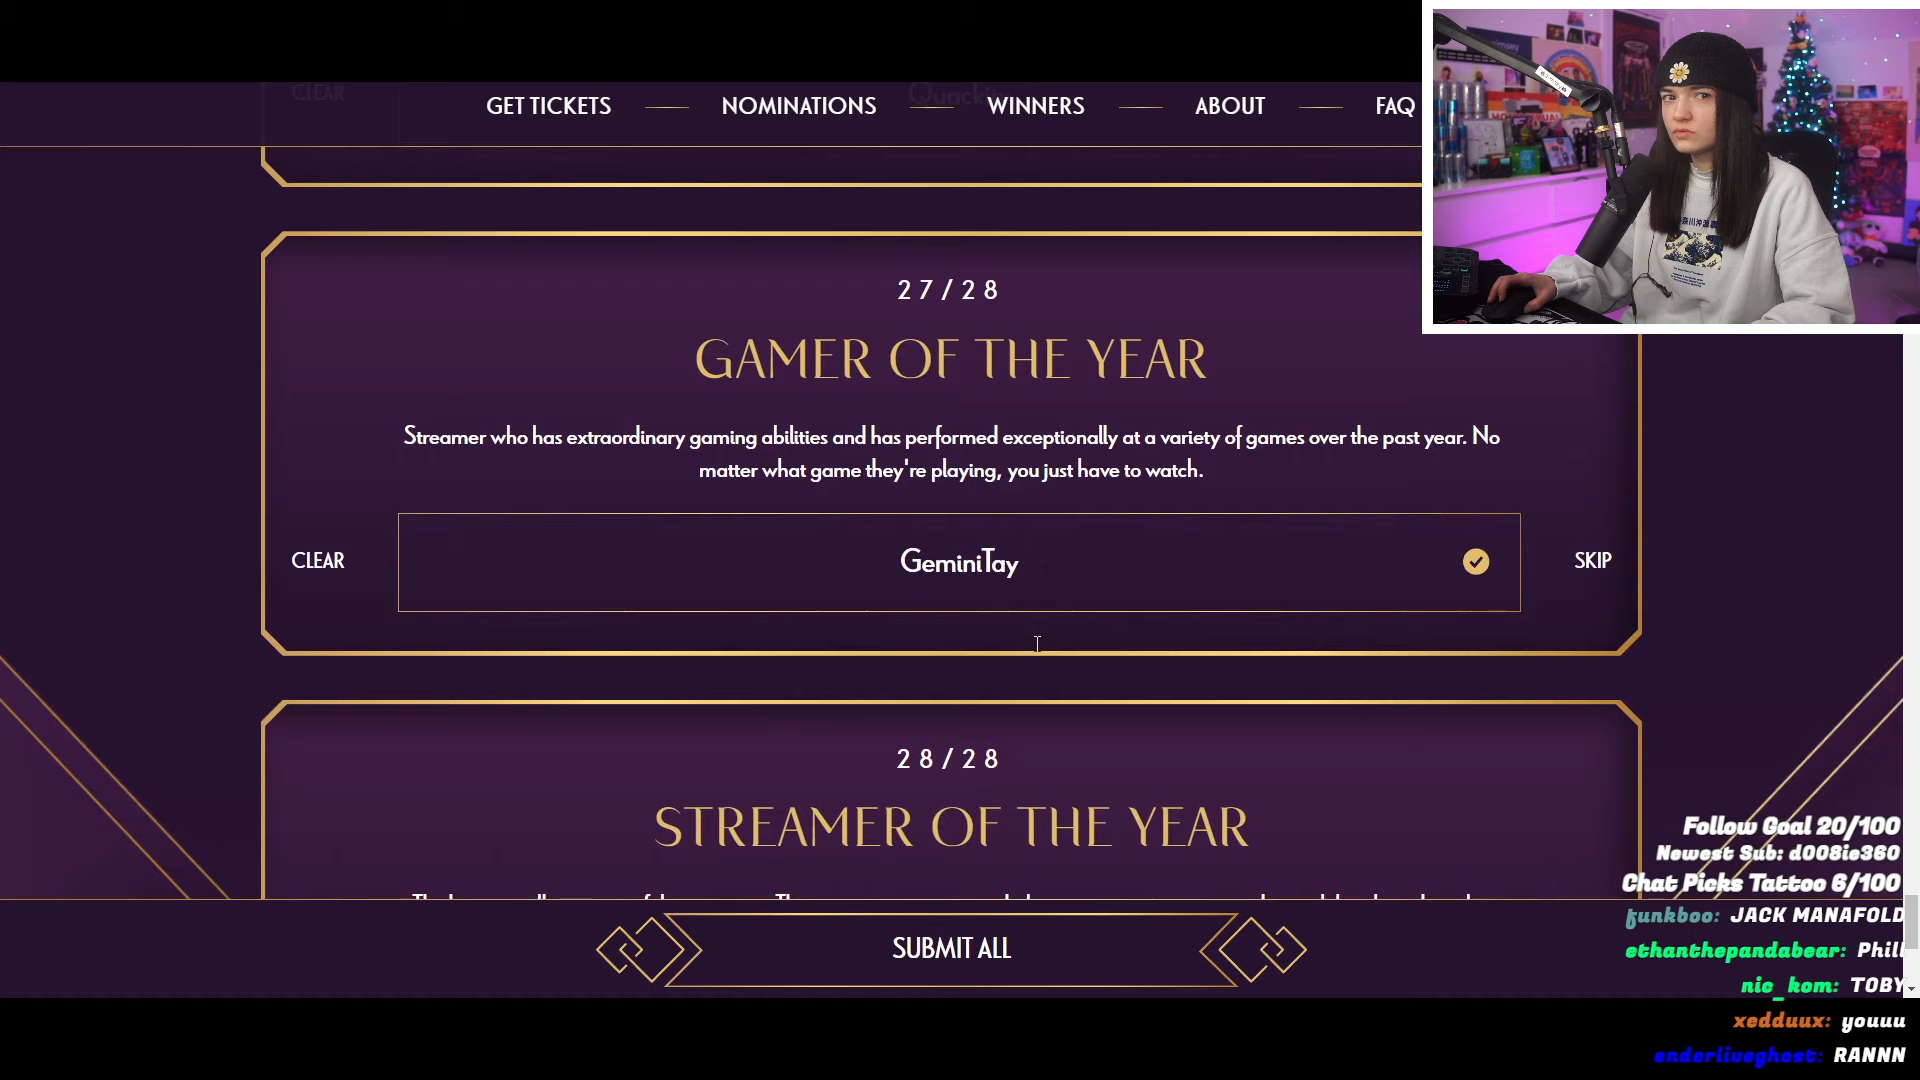 CLEAR
Quackity
GET TICKETS
NOMINATIONS
WINNERS
ABOUT
FAQ
27/28
GAMER OF THE YEAR
Streamer who has extraordinary gaming abilities and has performed exceptionally at a variety of games over the past year. No
matter what game they're playing, you just have to watch.
CLEAR
GeminiTay
SKIP
28/28
STREAMER OF THE YEAR
SUBMIT ALL
Follow Goal 20/100
Newest Sub: d008ie360
Chat Picks Tattoo 6/100
funkboo: JACK MANAFOLD
ethanthepandabear: Phill
nic_kom: TOBY
xedduux: youuu
enderliveghost: RANNN